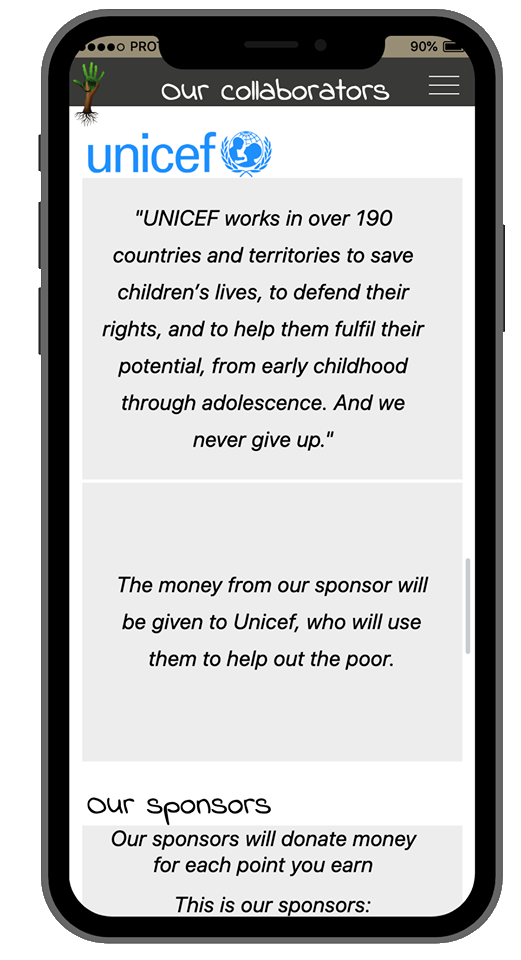 PRO
90%
Our collaborators
unicef
"UNICEF works in over 190
countries and territories to save
children’s lives, to defend their
rights, and to help them fulfil their
potential, from early childhood
through adolescence. And we
never give up."
The money from our sponsor will
be given to Unicef, who will use
them to help out the poor.
Our sponsors
Our sponsors will donate money
for each point you earn
This is our sponsors: